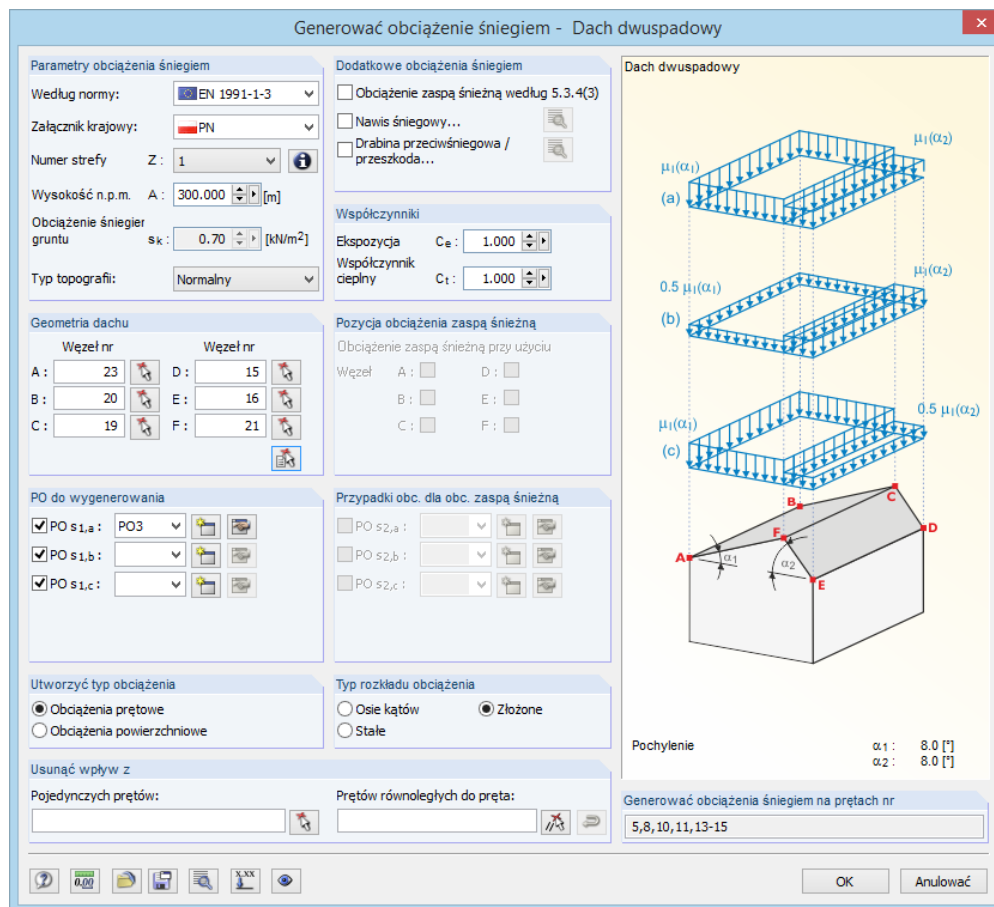 Generować obciążenie śniegiem - Dach dwuspadowy
Parametry obciążenia śniegiem
Według normy: EN 1991-1-3
Załącznik krajowy: PN
Numer strefy Z : 1
Wysokość n.p.m. A : 300.000 [m]
Obciążenie śniegier
gruntu sk : 0.70 [kN/m2]
Typ topografii: Normalny
Dodatkowe obciążenia śniegiem
Obciążenie zaspą śnieżną według 5.3.4(3)
Nawis śniegowy...
Drabina przeciwśniegowa /
przeszkoda...
Współczynniki
Ekspozycja Ce : 1.000
Współczynnik
cieplny Ct : 1.000
Geometria dachu
Węzeł nr Węzeł nr
A : 23 D : 15
B : 20 E : 16
C : 19 F : 21
Pozycja obciążenia zaspą śnieżną
Obciążenie zaspą śnieżną przy użyciu
Węzeł A : D :
B : E :
C : F :
PO do wygenerowania
PO s1,a : PO3
PO s1,b :
PO s1,c :
Przypadki obc. dla obc. zaspą śnieżną
PO s2,a :
PO s2,b :
PO s2,c :
Utworzyć typ obciążenia
Obciążenia prętowe
Obciążenia powierzchniowe
Typ rozkładu obciążenia
Osie kątów Złożone
Stałe
Usunąć wpływ z
Pojedynczych prętów: Prętów równoległych do pręta:
Dach dwuspadowy
μ1(α1) μ1(α2)
(a)
0.5 μ1(α1) μ1(α2)
(b)
μ1(α1) 0.5 μ1(α2)
(c)
B C
F D
A α1 α2 E
Pochylenie α1 : 8.0 [°]
α2 : 8.0 [°]
Generować obciążenia śniegiem na prętach nr
5,8,10,11,13-15
0.00 x.xx
OK Anulować